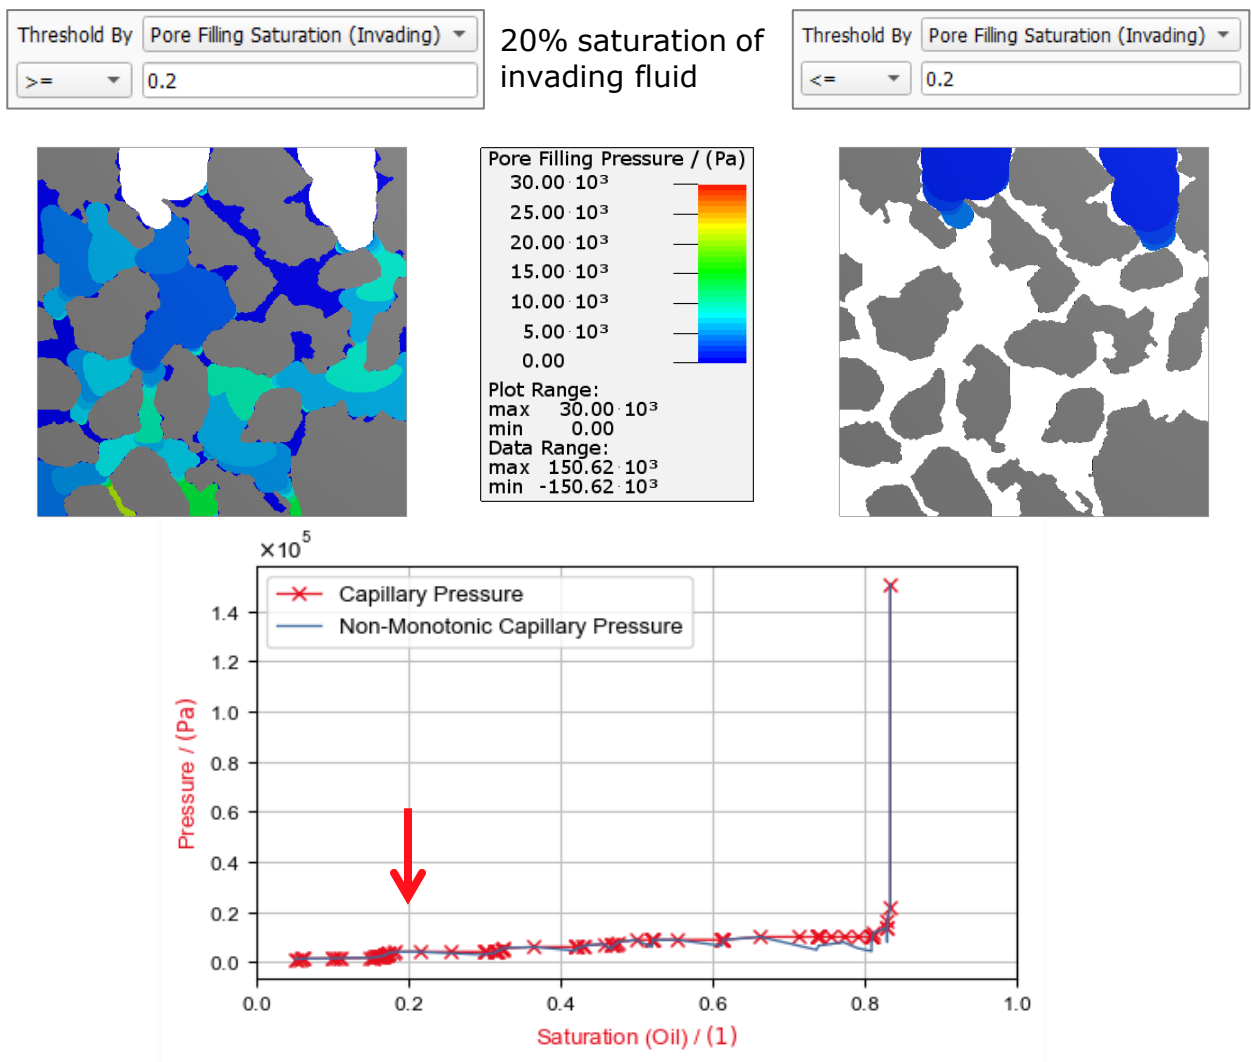 Threshold By Pore Filling Saturation (Invading)
>= 0.2
20% saturation of
invading fluid
Threshold By Pore Filling Saturation (Invading)
<= 0.2
Pore Filling Pressure / (Pa)
30.00·10³
25.00·10³
20.00·10³
15.00·10³
10.00·10³
5.00·10³
0.00
Plot Range:
max 30.00·10³
min 0.00
Data Range:
max 150.62·10³
min -150.62·10³
×10⁵
Capillary Pressure
Non-Monotonic Capillary Pressure
1.4
1.2
1.0
0.8
0.6
0.4
0.2
0.0
Pressure / (Pa)
0.0 0.2 0.4 0.6 0.8 1.0
Saturation (Oil) / (1)